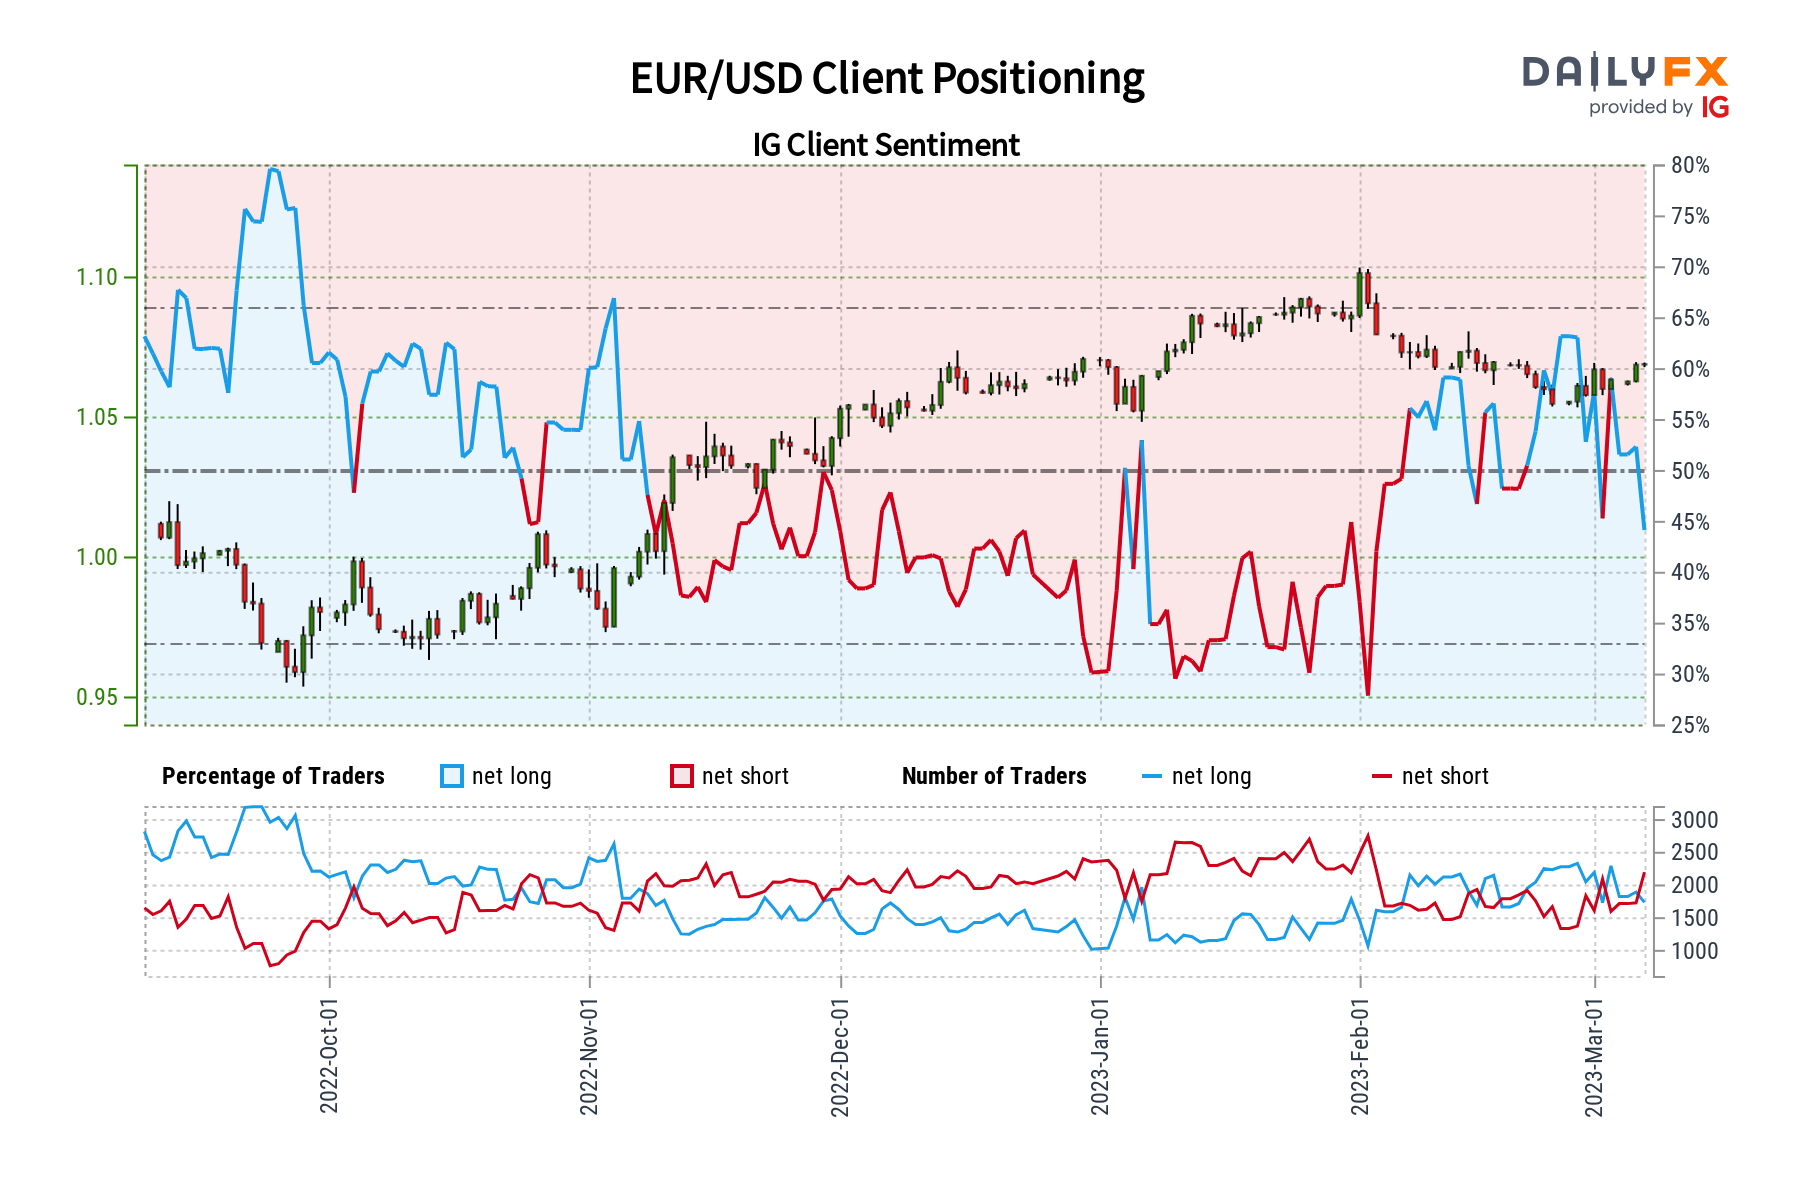 EUR/USD Client Positioning
DAILYFX
provided by IG
IG Client Sentiment
1.10
1.05
1.00
0.95
80%
75%
70%
65%
60%
55%
50%
45%
40%
35%
30%
25%
Percentage of Traders net long net short Number of Traders net long net short
3000
2500
2000
1500
1000
2022-Oct-01
2022-Nov-01
2022-Dec-01
2023-Jan-01
2023-Feb-01
2023-Mar-01